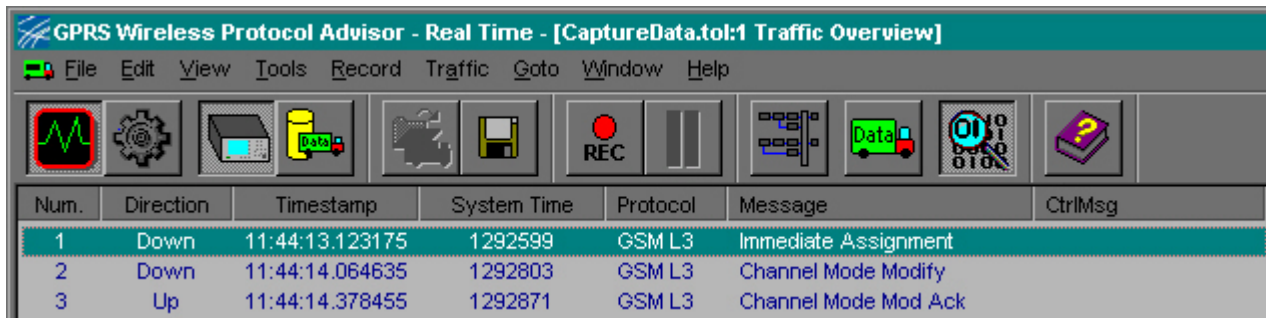 GPRS Wireless Protocol Advisor - Real Time - [CaptureData.tol:1 Traffic Overview]
File Edit View Tools Record Traffic Goto Window Help
Data REC Data
Num. Direction Timestamp System Time Protocol Message CtrlMsg
1 Down 11:44:13.123175 1292599 GSM L3 Immediate Assignment
2 Down 11:44:14.064635 1292803 GSM L3 Channel Mode Modify
3 Up 11:44:14.378455 1292871 GSM L3 Channel Mode Mod Ack